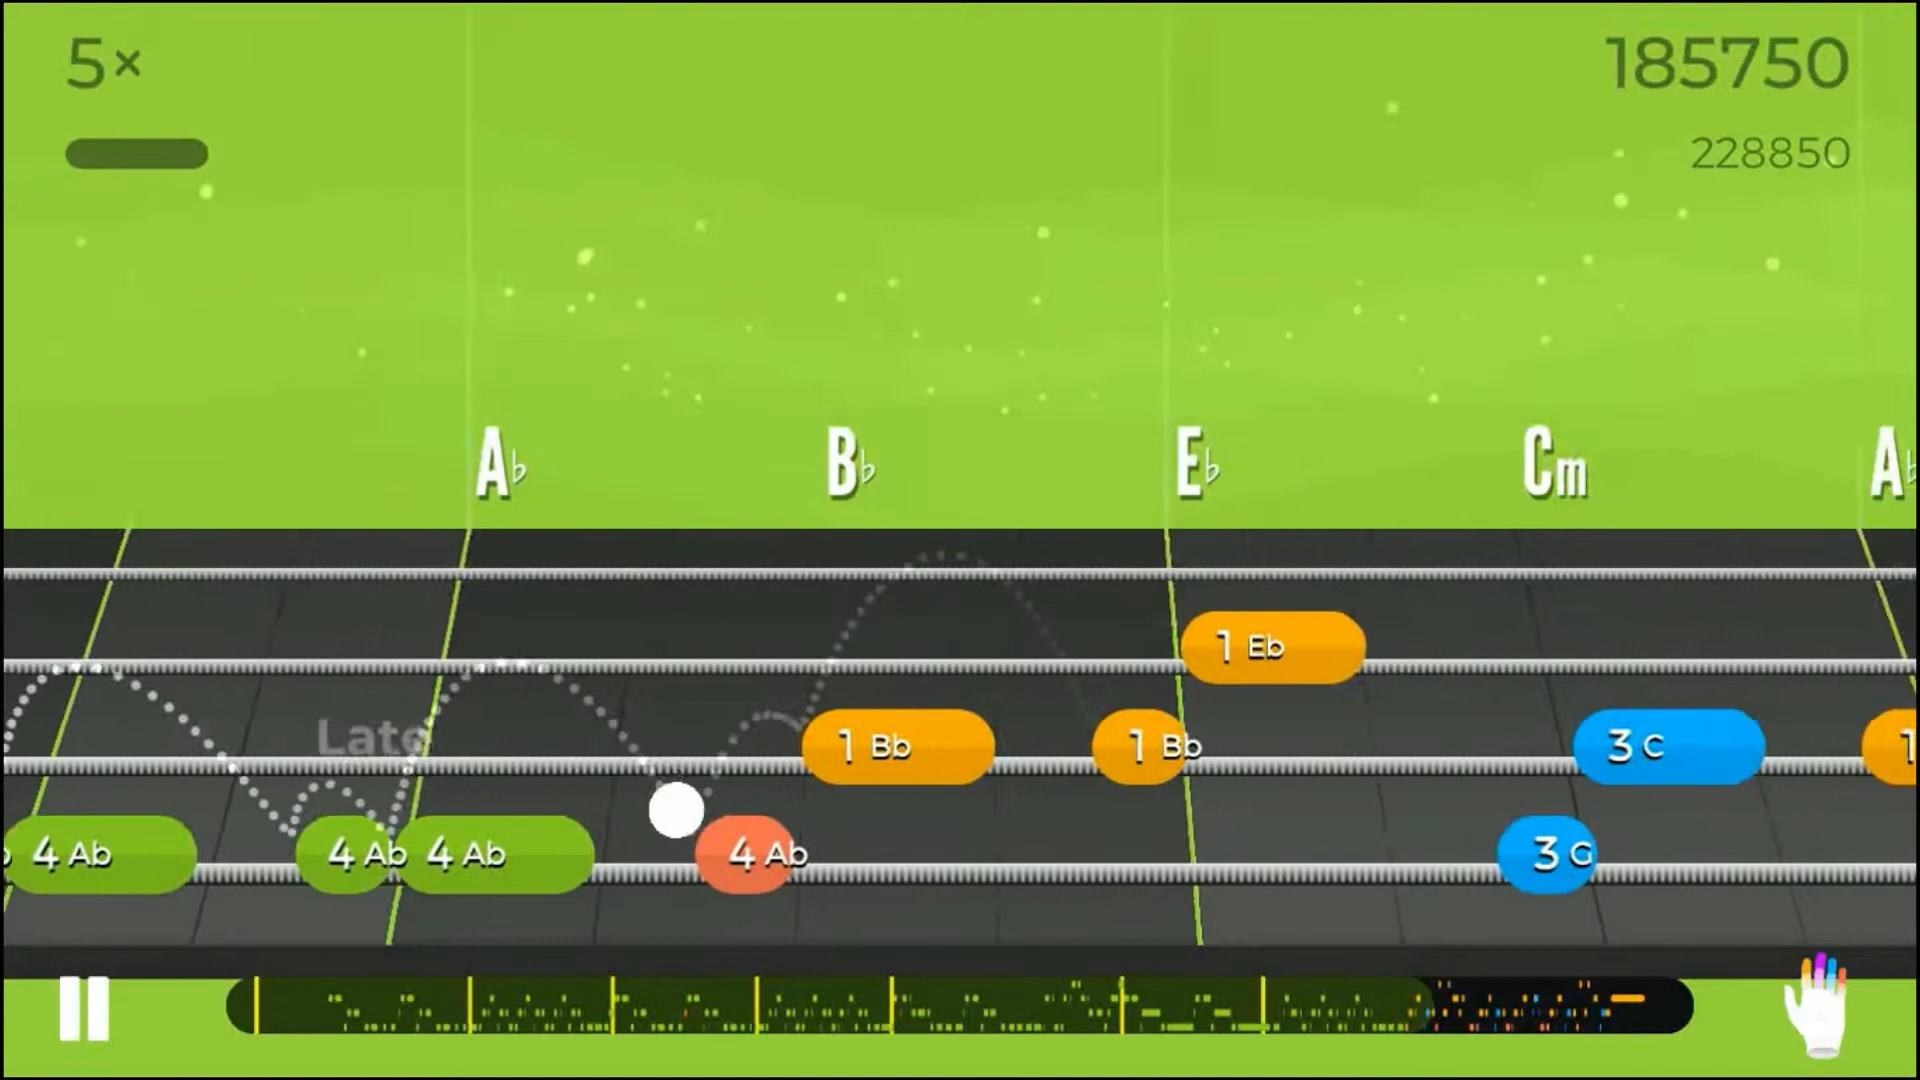 5×
185750
228850
A♭ B♭ E♭ Cm A♭
1 Eb
Late
1 Bb 1 Bb 3 C 1
4 Ab 4 Ab 4 Ab 4 Ab 3 G